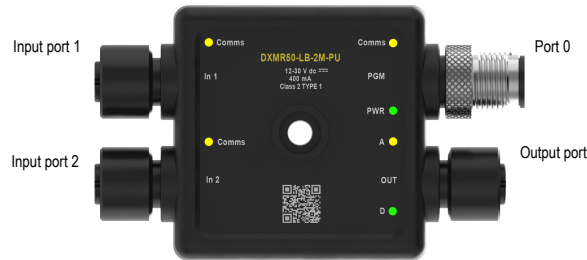 Input port 1
Input port 2
Comms
In 1
Comms
In 2
DXMR50-LB-2M-PU
12-30 V dc ⎓
400 mA
Class 2 TYPE 1
Comms
PGM
PWR
A
OUT
D
Port 0
Output port